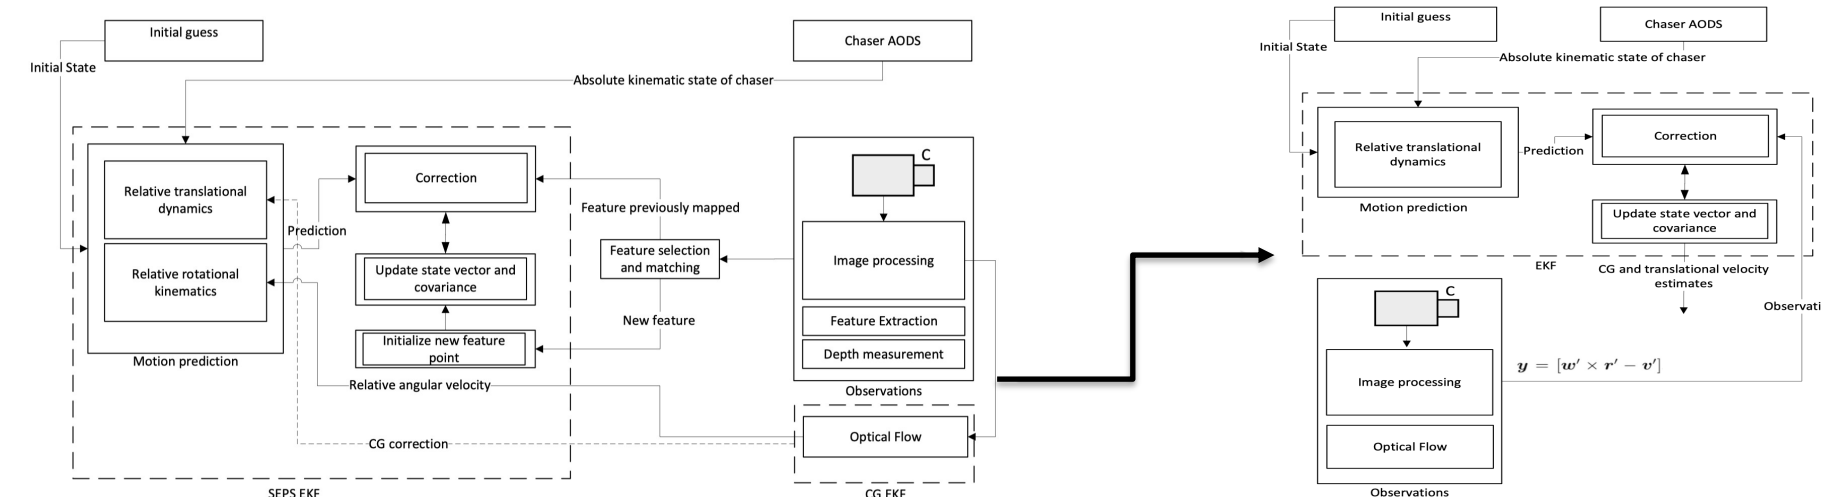 Initial guess
Chaser AODS
Initial State
Absolute kinematic state of chaser
Relative translational
dynamics
Relative rotational
kinematics
Motion prediction
Prediction
Correction
Update state vector and
covariance
Initialize new feature
point
Feature previously mapped
Feature selection
and matching
New feature
C
Image processing
Feature Extraction
Depth measurement
Observations
Relative angular velocity
CG correction
Optical Flow
SEPS EKF
CG EKF
Initial guess
Chaser AODS
Initial State
Absolute kinematic state of chaser
Relative translational
dynamics
Motion prediction
Prediction
Correction
Update state vector and
covariance
EKF
CG and translational velocity
estimates
Observati
C
Image processing
Optical Flow
Observations
y = [w′ × r′ − v′]